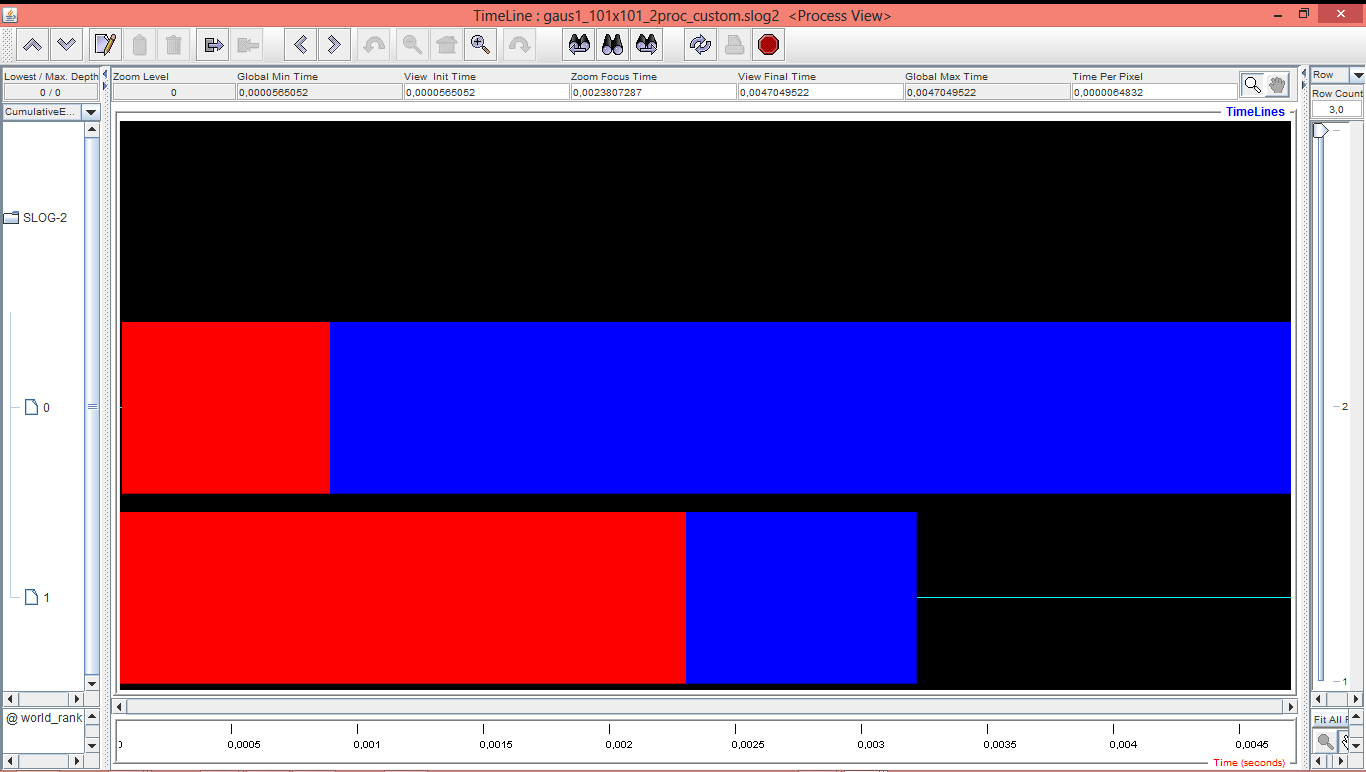 TimeLine : gaus1_101x101_2proc_custom.slog2 <Process View>
Lowest / Max. Depth
0 / 0
Zoom Level
0
Global Min Time
0,0000565052
View Init Time
0,0000565052
Zoom Focus Time
0,0023807287
View Final Time
0,0047049522
Global Max Time
0,0047049522
Time Per Pixel
0,0000064832
Row
Row Count
3,0
CumulativeE...
TimeLines
SLOG-2
0
1
2
1
@ world_rank
Fit All
0,0005
0,001
0,0015
0,002
0,0025
0,003
0,0035
0,004
0,0045
Time (seconds)